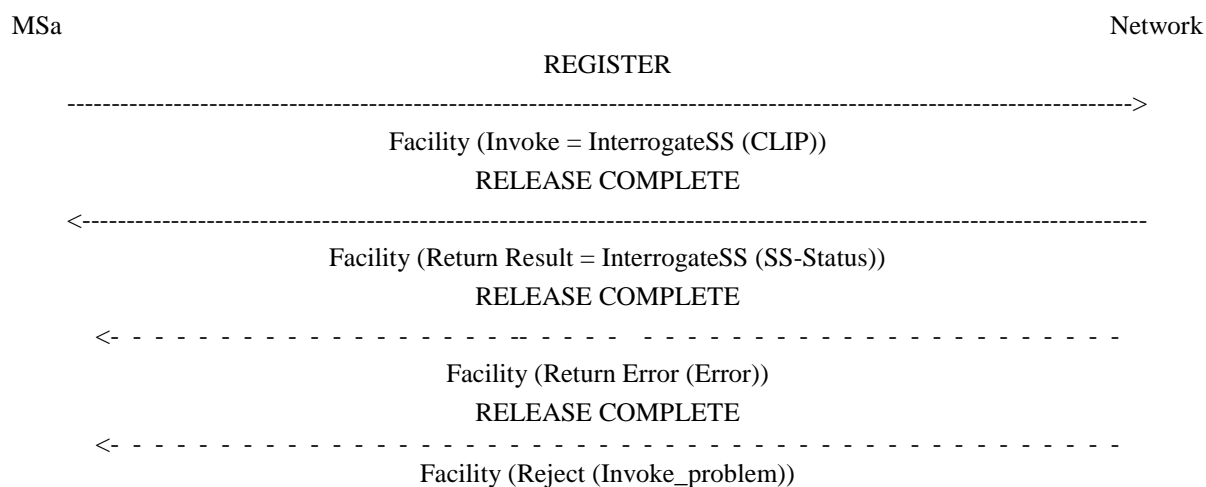 MSa Network
REGISTER
------------------------------------------------------------------------------------------------------------------------>
Facility (Invoke = InterrogateSS (CLIP))
RELEASE COMPLETE
<------------------------------------------------------------------------------------------------------------------------
Facility (Return Result = InterrogateSS (SS-Status))
RELEASE COMPLETE
<- - - - - - - - - - - - - - - - - - -- - - - - - - - - - - - - - - - - - - - - - - - - - -
Facility (Return Error (Error))
RELEASE COMPLETE
<- - - - - - - - - - - - - - - - - - - - - - - - - - - - - - - - - - - - - - - - - - - - - -
Facility (Reject (Invoke_problem))